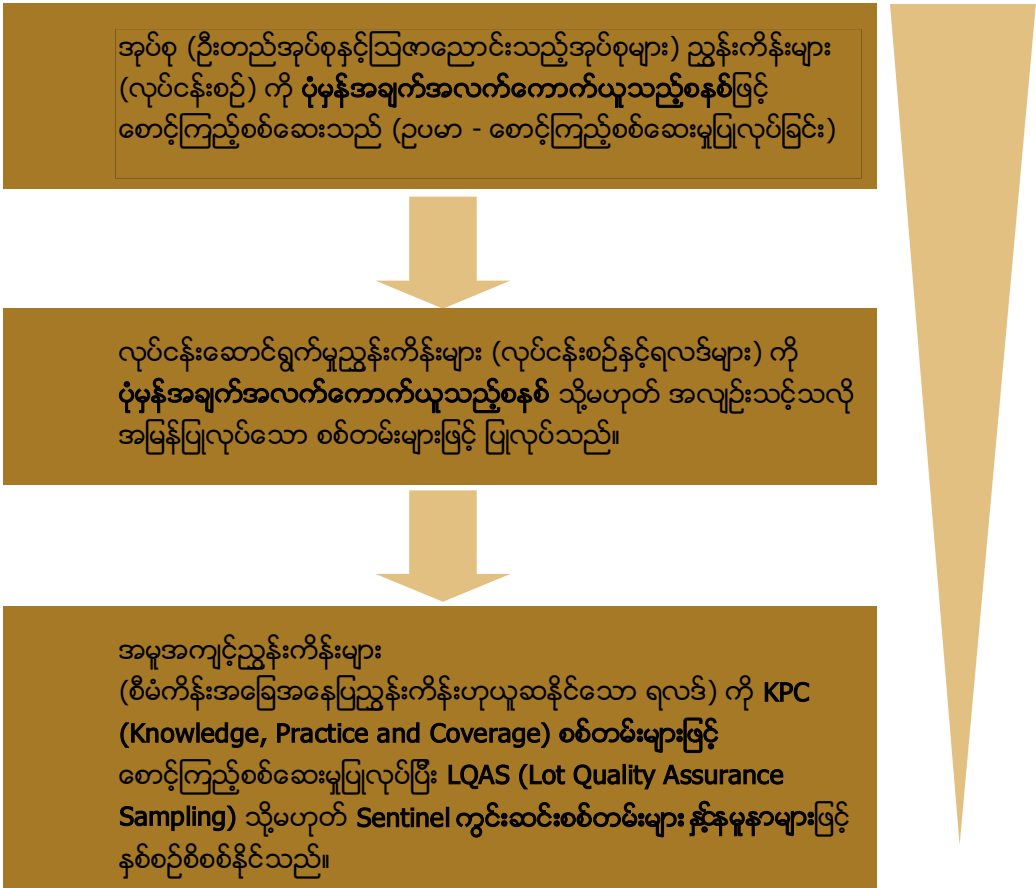 အုပ်စု (ဦးတည်အုပ်စုနှင့်ဩဇာညောင်းသည့်အုပ်စုများ) ညွှန်းကိန်းများ
(လုပ်ငန်းစဉ်) ကို ပုံမှန်အချက်အလက်ကောက်ယူသည့်စနစ်ဖြင့်
စောင့်ကြည့်စစ်ဆေးသည် (ဥပမာ - စောင့်ကြည့်စစ်ဆေးမှုပြုလုပ်ခြင်း)
လုပ်ငန်းဆောင်ရွက်မှုညွှန်းကိန်းများ (လုပ်ငန်းစဉ်နှင့်ရလဒ်များ) ကို
ပုံမှန်အချက်အလက်ကောက်ယူသည့်စနစ် သို့မဟုတ် အလျဉ်းသင့်သလို
အမြန်ပြုလုပ်သော စစ်တမ်းများဖြင့် ပြုလုပ်သည်။
အမူအကျင့်ညွှန်းကိန်းများ
(စီမံကိန်းအခြေအနေပြညွှန်းကိန်းဟုယူဆနိုင်သော ရလဒ်) ကို KPC
(Knowledge, Practice and Coverage) စစ်တမ်းများဖြင့်
စောင့်ကြည့်စစ်ဆေးမှုပြုလုပ်ပြီး LQAS (Lot Quality Assurance
Sampling) သို့မဟုတ် Sentinel ကွင်းဆင်းစစ်တမ်းများ နှင့်နမူနာများဖြင့်
နှစ်စဉ်စိစစ်နိုင်သည်။